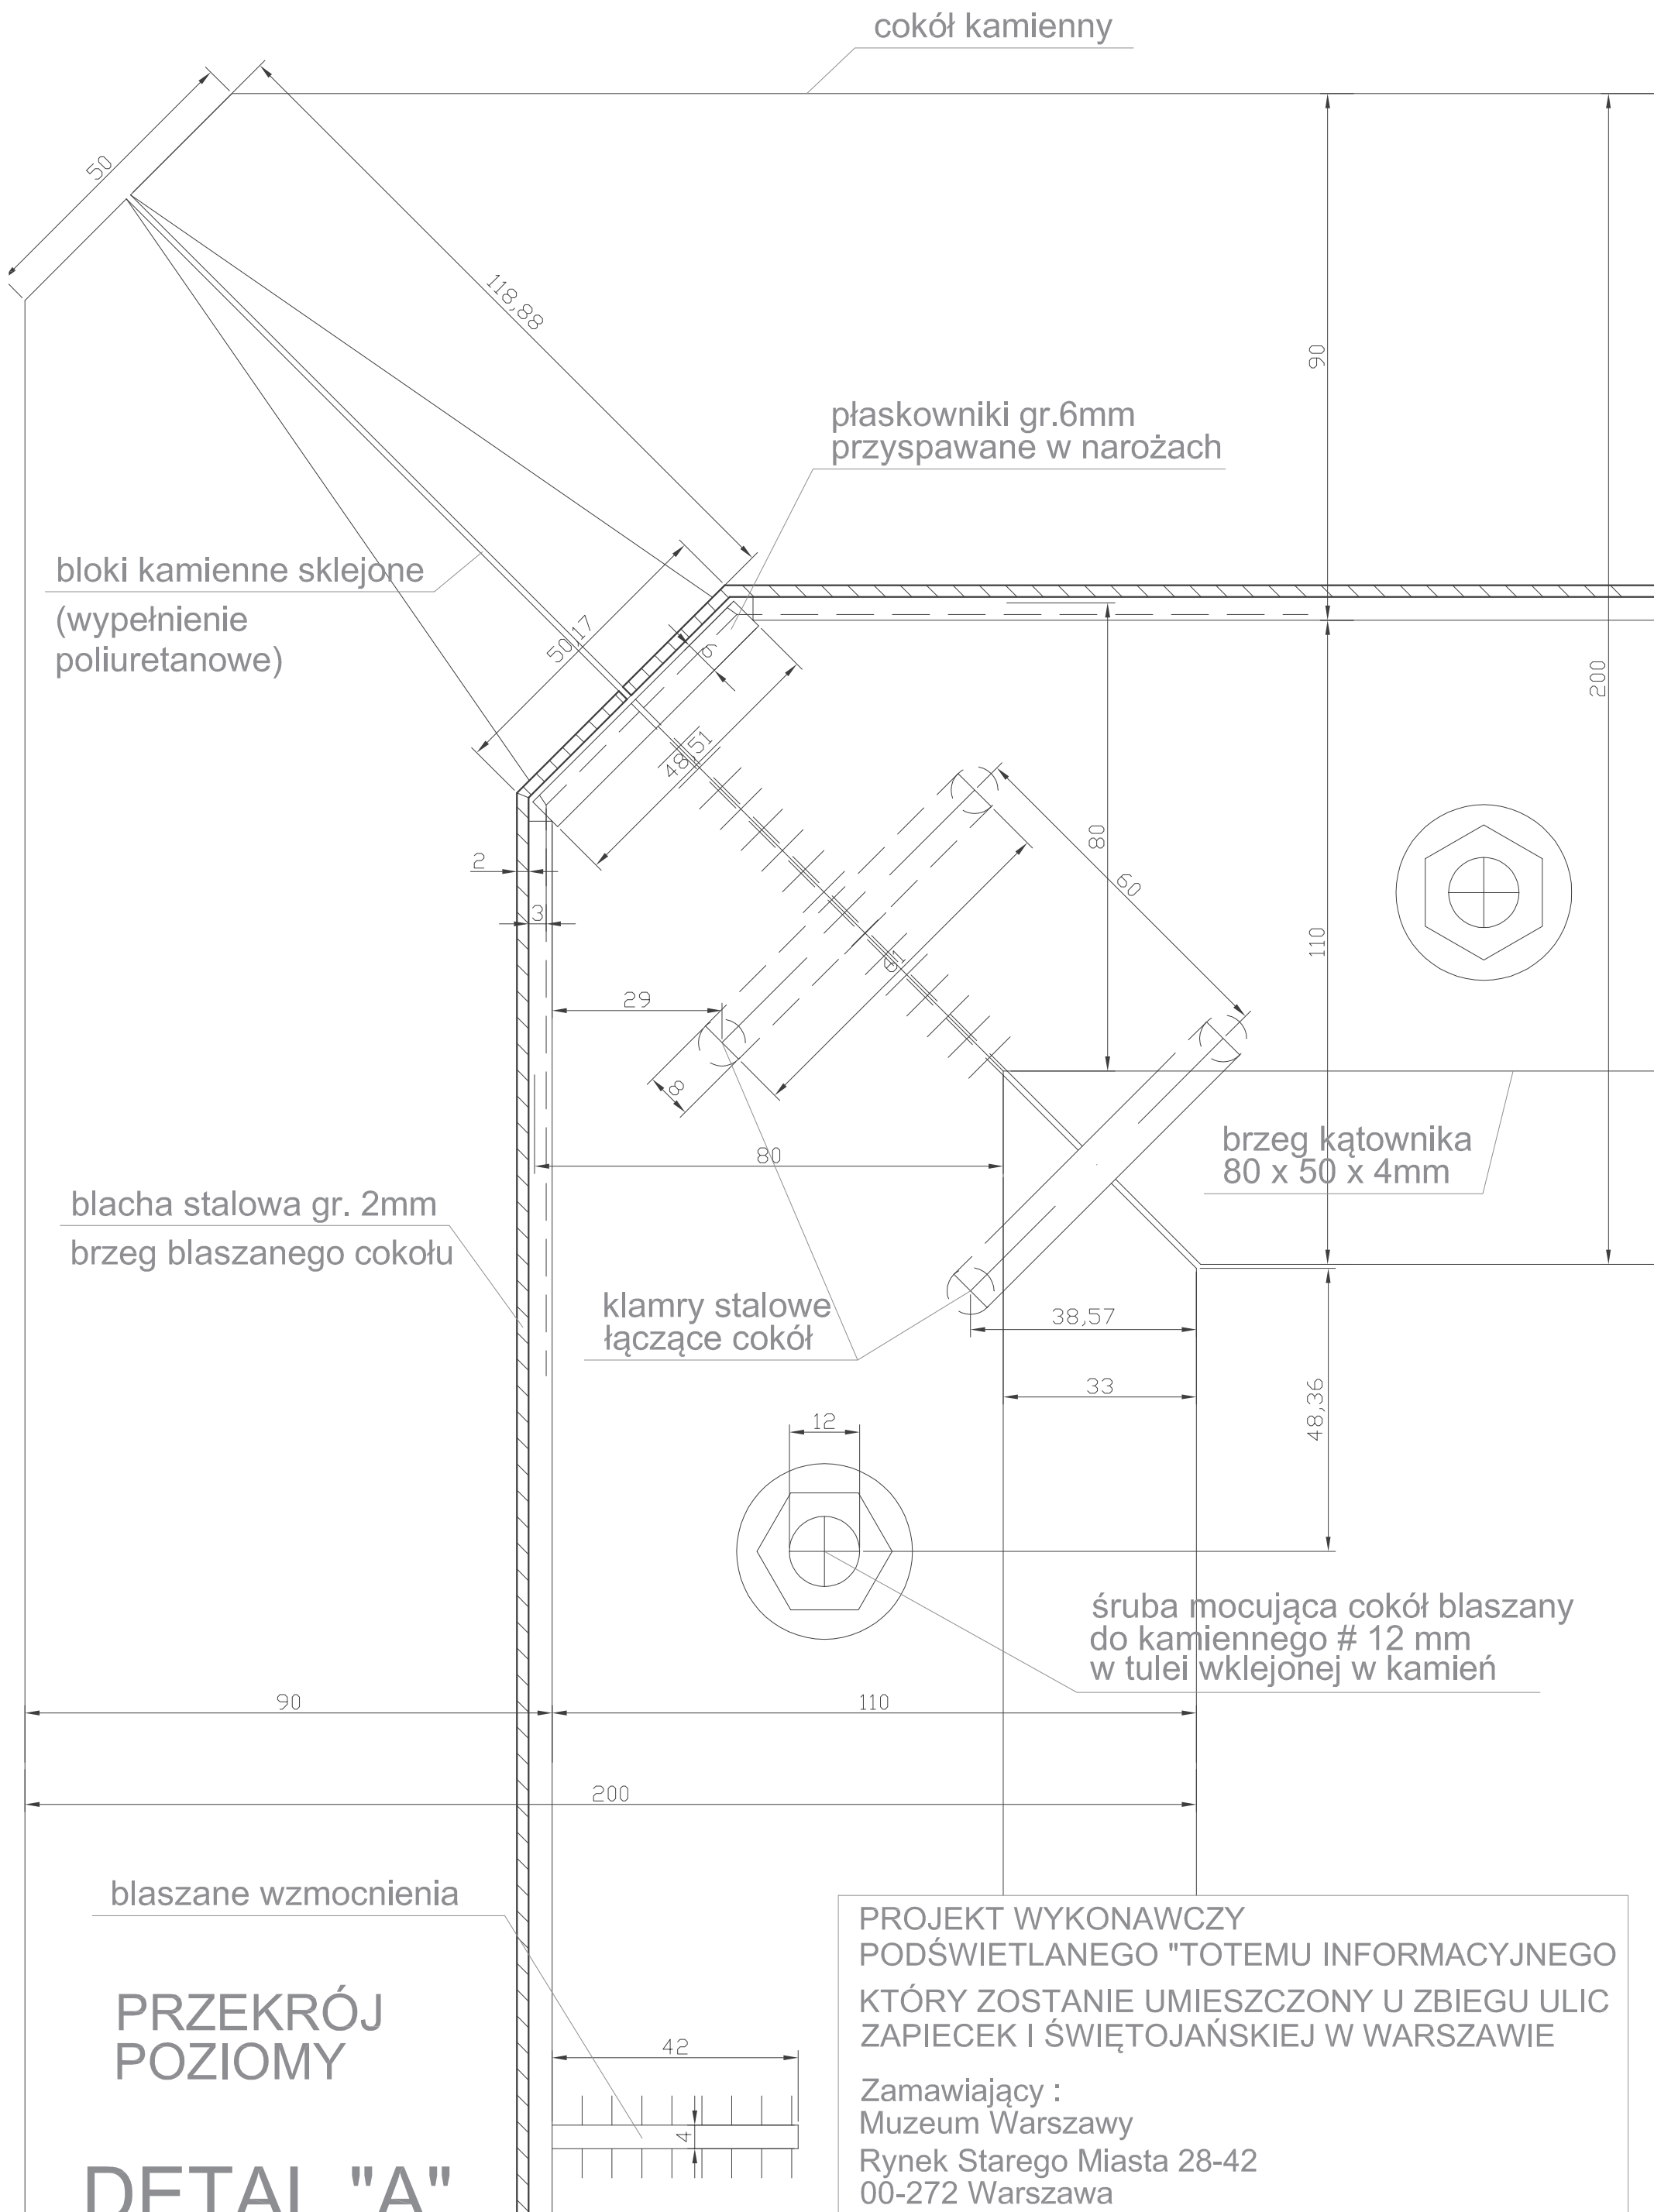 cokół kamienny
50
118,88
90
płaskowniki gr.6mm
przyspawane w narożach
bloki kamienne sklejone
(wypełnienie
poliuretanowe)
50,17
6
200
48,51
80
2
60
3
110
61
29
8
80
brzeg kątownika
80 x 50 x 4mm
blacha stalowa gr. 2mm
brzeg blaszanego cokołu
klamry stalowe
łączące cokół
38,57
33
48,36
12
śruba mocująca cokół blaszany
do kamiennego # 12 mm
w tulei wklejonej w kamień
90
110
200
blaszane wzmocnienia
PRZEKRÓJ
POZIOMY
42
4
DETAL "A"
PROJEKT WYKONAWCZY
PODŚWIETLANEGO "TOTEMU INFORMACYJNEGO
KTÓRY ZOSTANIE UMIESZCZONY U ZBIEGU ULIC
ZAPIECEK I ŚWIĘTOJAŃSKIEJ W WARSZAWIE
Zamawiający :
Muzeum Warszawy
Rynek Starego Miasta 28-42
00-272 Warszawa